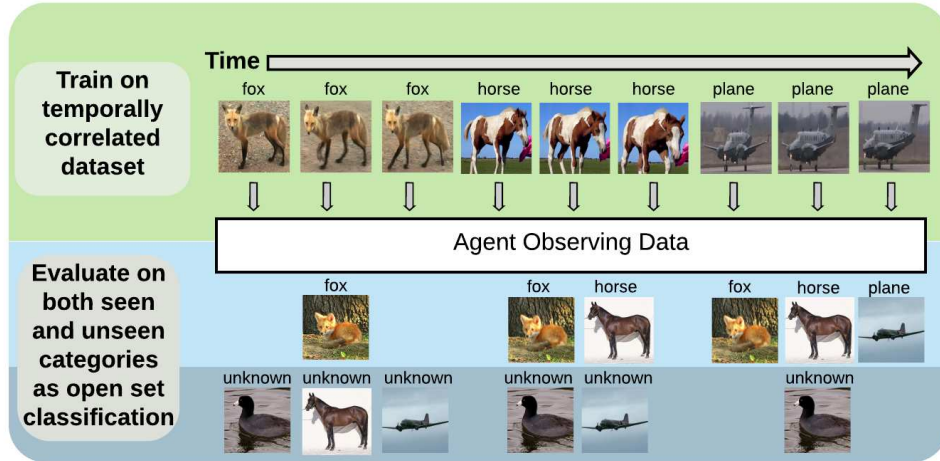 Time
Train on
temporally
correlated
dataset
fox fox fox horse horse horse plane plane plane
Agent Observing Data
Evaluate on
both seen
and unseen
categories
as open set
classification
fox fox horse fox horse plane
unknown unknown unknown unknown unknown unknown